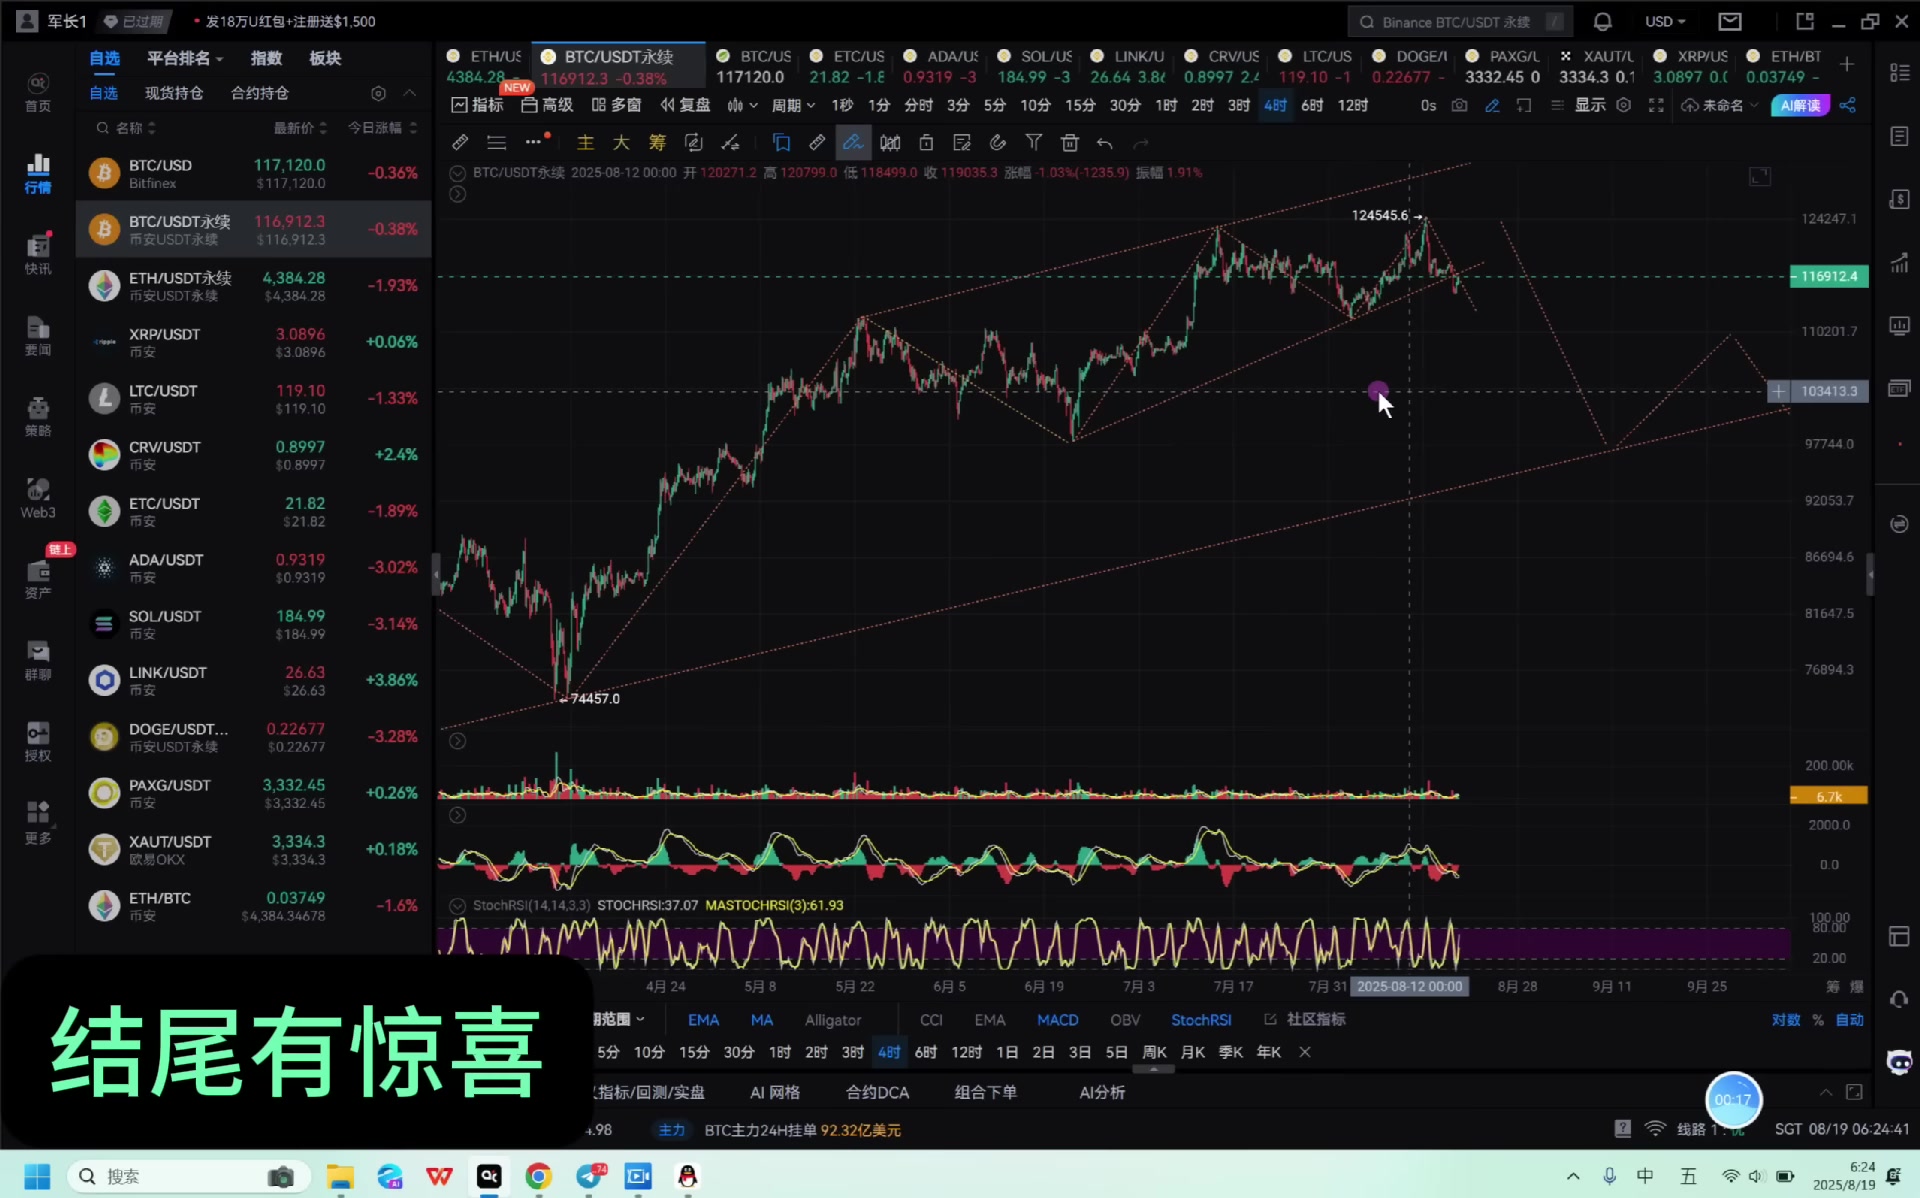 军长1 已过期 发18万U红包+注册送$1,500
Binance BTC/USDT 永续 /
USD
自选 平台排名 指数 板块
自选 现货持仓 合约持仓
名称 最新价 今日涨幅
首页
行情
快讯
要闻
策略
Web3
链上
资产
群聊
授权
更多
BTC/USD 117,120.0 -0.36%
Bitfinex $117,120.0
BTC/USDT永续 116,912.3 -0.38%
币安USDT永续 $116,912.3
ETH/USDT永续 4,384.28 -1.93%
币安USDT永续 $4,384.28
XRP/USDT 3.0896 +0.06%
币安 $3.0896
LTC/USDT 119.10 -1.33%
币安 $119.10
CRV/USDT 0.8997 +2.4%
币安 $0.8997
ETC/USDT 21.82 -1.89%
币安 $21.82
ADA/USDT 0.9319 -3.02%
币安 $0.9319
SOL/USDT 184.99 -3.14%
币安 $184.99
LINK/USDT 26.63 +3.86%
币安 $26.63
DOGE/USDT... 0.22677 -3.28%
币安USDT永续 $0.22677
PAXG/USDT 3,332.45 +0.26%
币安 $3,332.45
XAUT/USDT 3,334.3 +0.18%
欧易OKX $3,334.3
ETH/BTC 0.03749 -1.6%
币安 $4,384.34678
ETH/US BTC/USDT永续 BTC/US ETC/US ADA/US SOL/US LINK/U CRV/US LTC/US DOGE/I PAXG/L XAUT/L XRP/US ETH/BT
4384.28 - 116912.3 -0.38% 117120.0 21.82 -1.8 0.9319 -3 184.99 -3 26.64 3.8 0.8997 2.4 119.10 -1 0.22677 - 3332.45 0 3334.3 0.1 3.0897 0.0 0.03749 -
NEW
指标 高级 多窗 复盘 周期 1秒 1分 分时 3分 5分 10分 15分 30分 1时 2时 3时 4时 6时 12时 0s 显示 未命名 AI解读
主 大 筹
BTC/USDT永续 2025-08-12 00:00 开 120271.2 高 120799.0 低 118499.0 收 119035.3 涨幅 -1.03%(-1235.9) 振幅 1.91%
124545.6
74457.0
124247.1
116912.4
110201.7
103413.3
97744.0
92053.7
86694.6
81647.5
76894.3
200.00k
6.7k
2000.0
0.0
StochRSI(14,14,3,3) STOCHRSI:37.07 MASTOCHRSI(3):61.93
100.00
80.00
20.00
4月 24 5月 8 5月 22 6月 5 6月 19 7月 3 7月 17 7月 31 2025-08-12 00:00 8月 28 9月 11 9月 25 筹 爆
结尾有惊喜
期范围 EMA MA Alligator CCI EMA MACD OBV StochRSI 社区指标 对数 % 自动
5分 10分 15分 30分 1时 2时 3时 4时 6时 12时 1日 2日 3日 5日 周K 月K 季K 年K
指标/回测/实盘 AI 网格 合约DCA 组合下单 AI分析
00:17
4.98 主力 BTC主力24H挂单 92.32亿美元 线路 1 SGT 08/19 06:24:41
搜索 74 中 五 6:24
2025/8/19